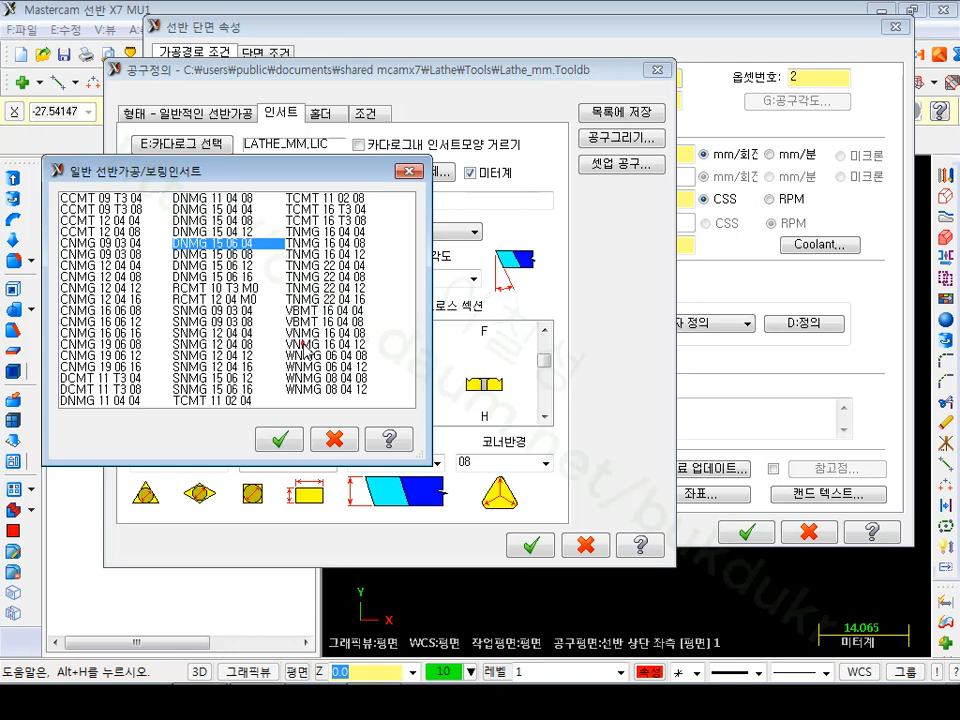 Mastercam 선반 X7 MU1
F:파일 E:수정 V:뷰
선반 단면 속성
가공경로 조건 단면 조건
공구정의 - C:₩users₩public₩documents₩shared mcamx7₩Lathe₩Tools₩Lathe_mm.Tooldb
옵셋번호: 2
-27.54147
형태 - 일반적인 선반가공 인서트 홀더 조건
목록에 저장
G:공구각도...
E:카다로그 선택 LATHE_MM.LIC 카다로그내 인서트모양 거르기
공구그리기...
mm/회전 mm/분 미크론
일반 선반가공/보링인서트
미터계
셋업 공구...
mm/회전 mm/분 미크론
CCMT 09 T3 04 DNMG 11 04 08 TCMT 11 02 08
CCMT 09 T3 08 DNMG 15 04 04 TCMT 16 T3 04
CCMT 12 04 04 DNMG 15 04 08 TCMT 16 T3 08
CCMT 12 04 08 DNMG 15 04 12 TNMG 16 04 04
CNMG 09 03 04 DNMG 15 06 04 TNMG 16 04 08
CNMG 09 03 08 DNMG 15 06 08 TNMG 16 04 12
CNMG 12 04 04 DNMG 15 06 12 TNMG 22 04 04
CNMG 12 04 08 DNMG 15 06 16 TNMG 22 04 08
CNMG 12 04 12 RCMT 10 T3 M0 TNMG 22 04 12
CNMG 12 04 16 RCMT 12 04 M0 TNMG 22 04 16
CNMG 16 06 08 SNMG 09 03 04 VBMT 16 04 04
CNMG 16 06 12 SNMG 09 03 08 VBMT 16 04 08
CNMG 16 06 16 SNMG 12 04 04 VNMG 16 04 08
CNMG 19 06 08 SNMG 12 04 08 VNMG 16 04 12
CNMG 19 06 12 SNMG 12 04 12 WNMG 06 04 08
CNMG 19 06 16 SNMG 12 04 16 WNMG 08 04 08
DCMT 11 T3 04 SNMG 15 06 12 WNMG 08 04 12
DCMT 11 T3 08 SNMG 15 06 16
DNMG 11 04 04 TCMT 11 02 04
CSS RPM
CSS RPM
Coolant...
각도
로스 섹션
F
H
자 정의 D:정의
코너반경
08
료 업데이트... 참고점...
좌표... 캔드 텍스트...
Y
X
14.065
미터계
그래픽뷰:평면 WCS:평면 작업평면:평면 공구평면:선반 상단 좌측 [평면] 1
도움말은, Alt+H를 누르시오. 3D 그래픽뷰 평면 Z 0.0 10 레벨 1 속성 WCS 그룹 ! ?
daum.net/bukdukr